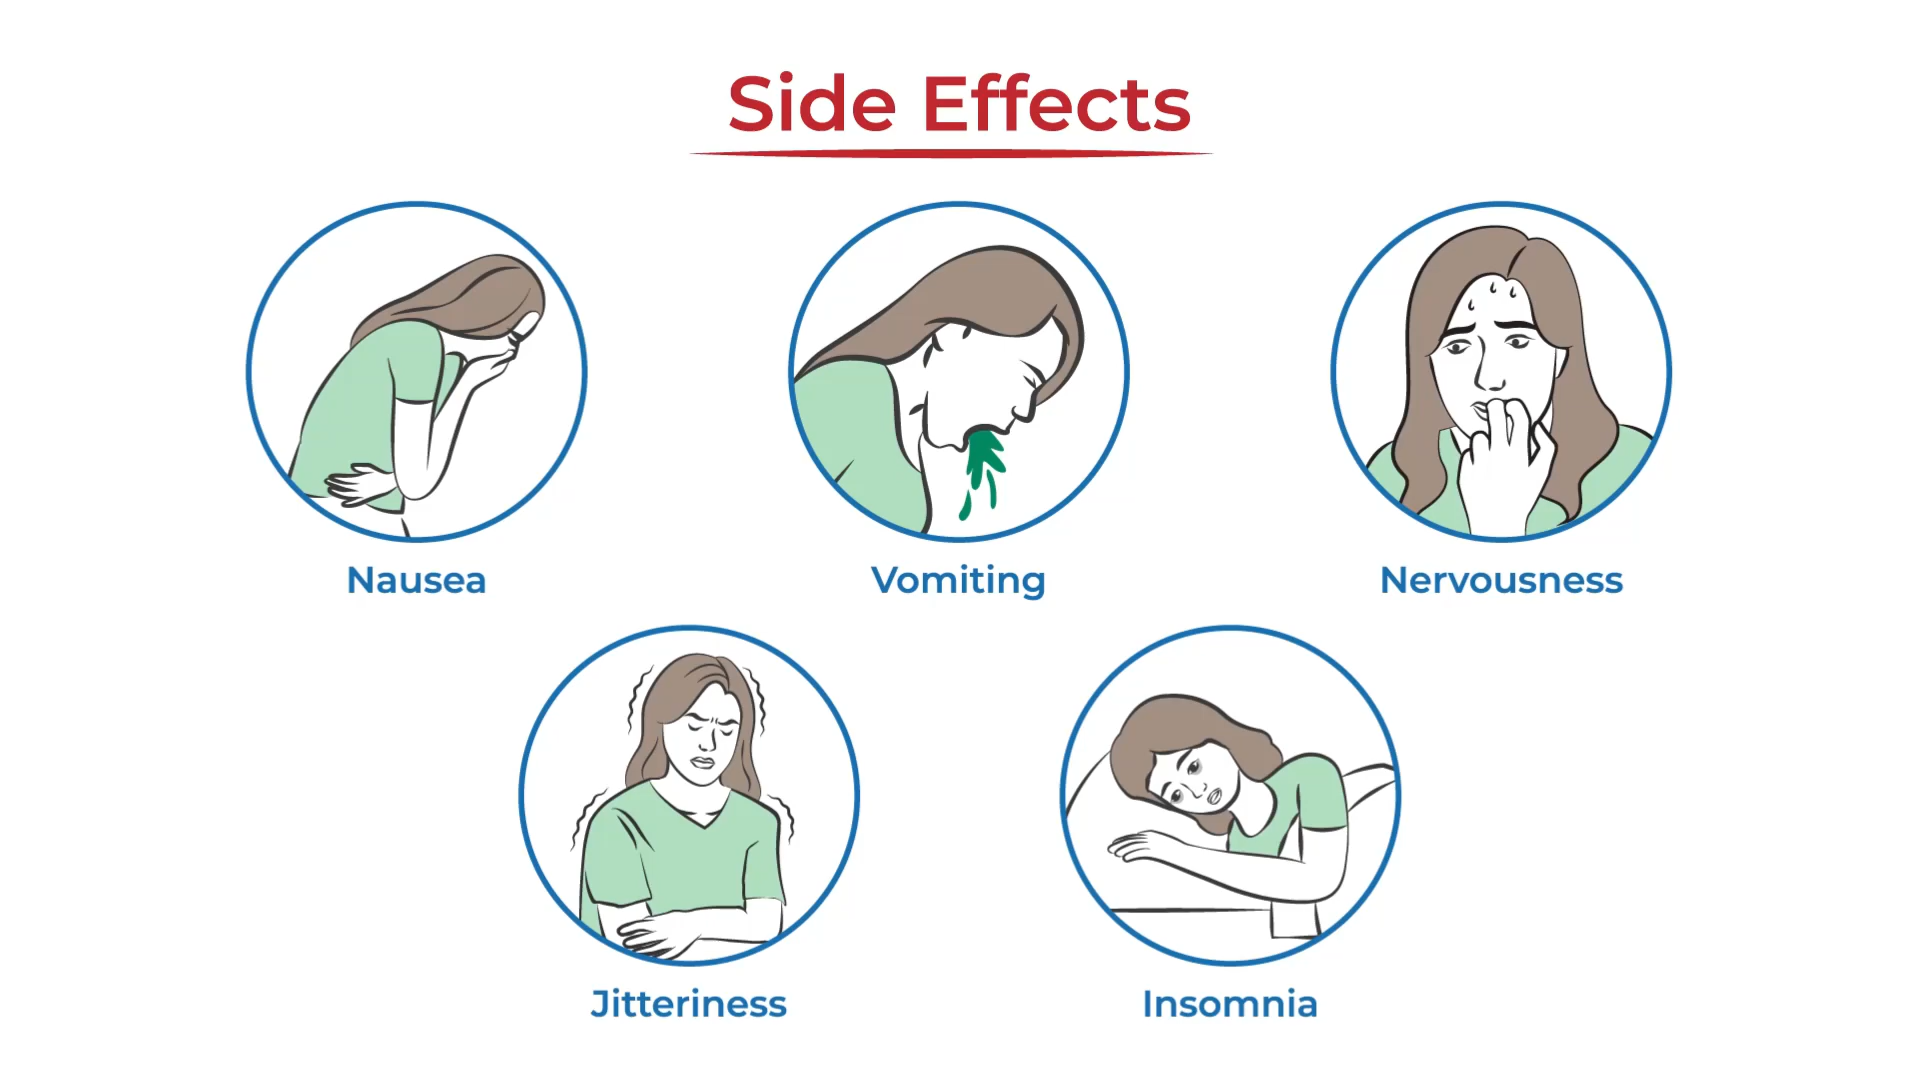 Side Effects
Nausea
Vomiting
Nervousness
Jitteriness
Insomnia